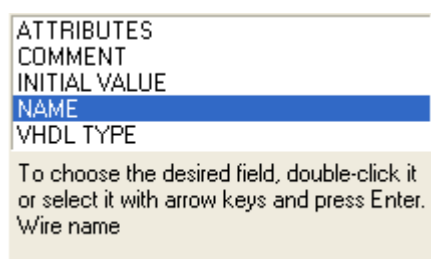 ATTRIBUTES
COMMENT
INITIAL VALUE
NAME
VHDL TYPE
To choose the desired field, double-click it
or select it with arrow keys and press Enter.
Wire name